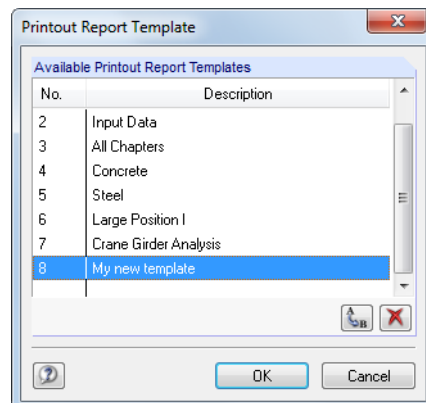 Printout Report Template
Available Printout Report Templates
No. Description
2 Input Data
3 All Chapters
4 Concrete
5 Steel
6 Large Position I
7 Crane Girder Analysis
8 My new template
A B
OK Cancel